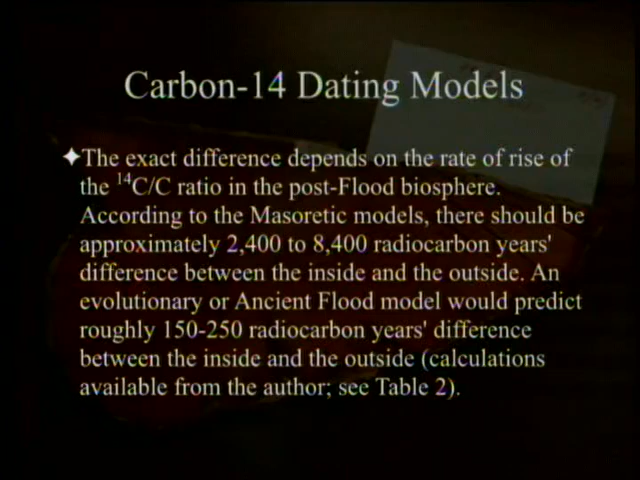 Carbon-14 Dating Models
✦The exact difference depends on the rate of rise of
the ¹⁴C/C ratio in the post-Flood biosphere.
According to the Masoretic models, there should be
approximately 2,400 to 8,400 radiocarbon years'
difference between the inside and the outside. An
evolutionary or Ancient Flood model would predict
roughly 150-250 radiocarbon years' difference
between the inside and the outside (calculations
available from the author; see Table 2).